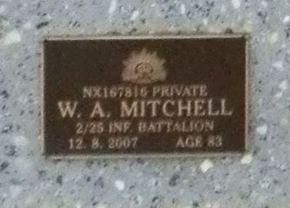 NX167816 PRIVATE
W. A. MITCHELL
2/25 INF. BATTALION
12. 8. 2007 AGE 83